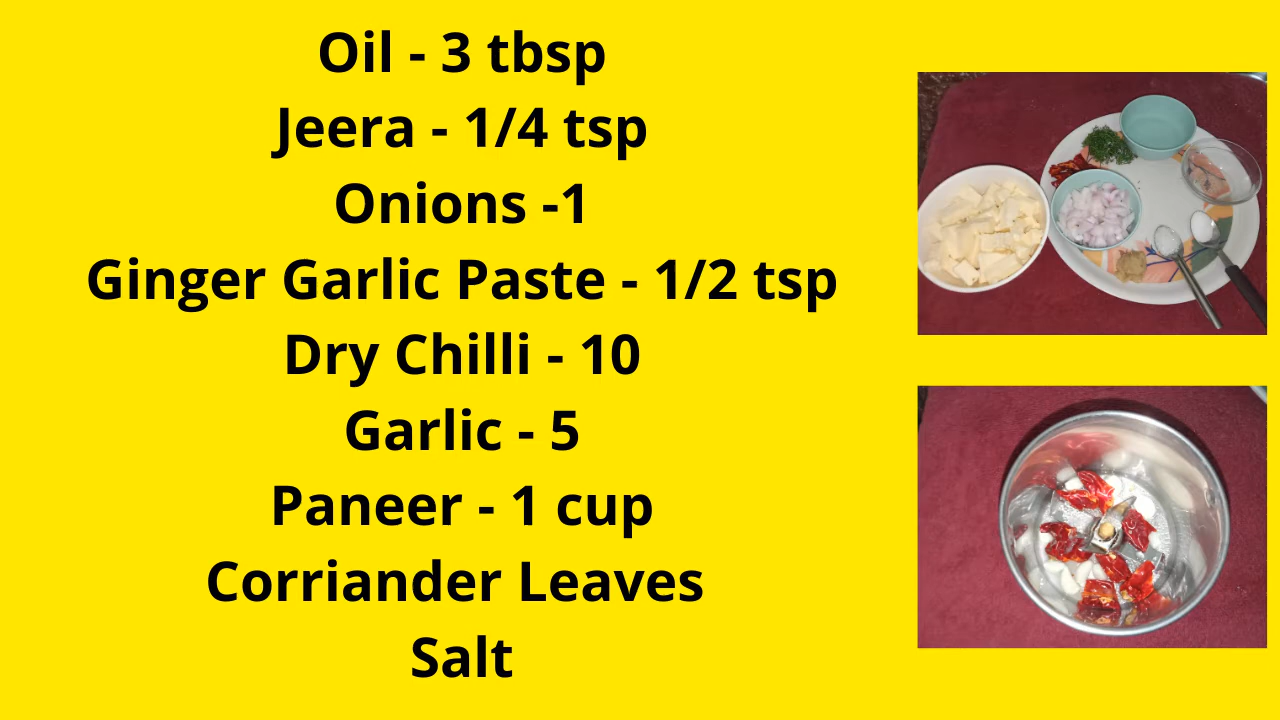 Oil - 3 tbsp
Jeera - 1/4 tsp
Onions -1
Ginger Garlic Paste - 1/2 tsp
Dry Chilli - 10
Garlic - 5
Paneer - 1 cup
Corriander Leaves
Salt